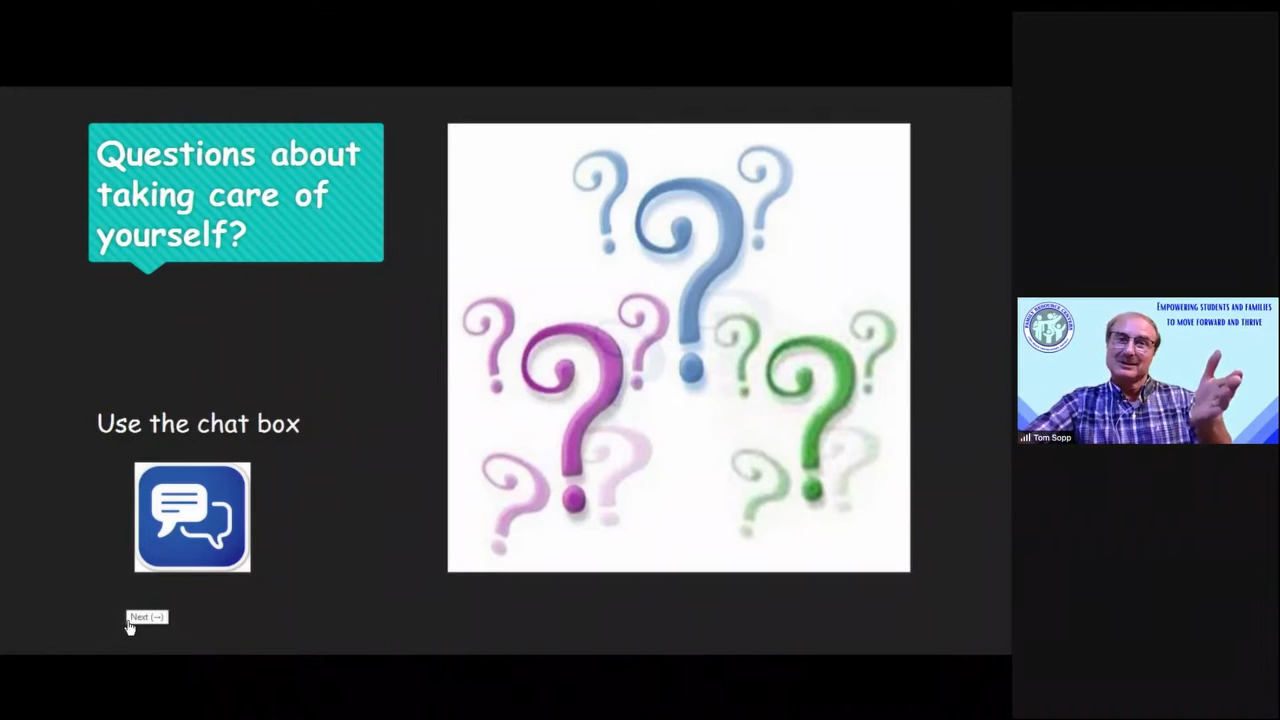 Questions about
taking care of
yourself?
Use the chat box
Next (→)
Empowering students and families
to move forward and thrive
Tom Sopp